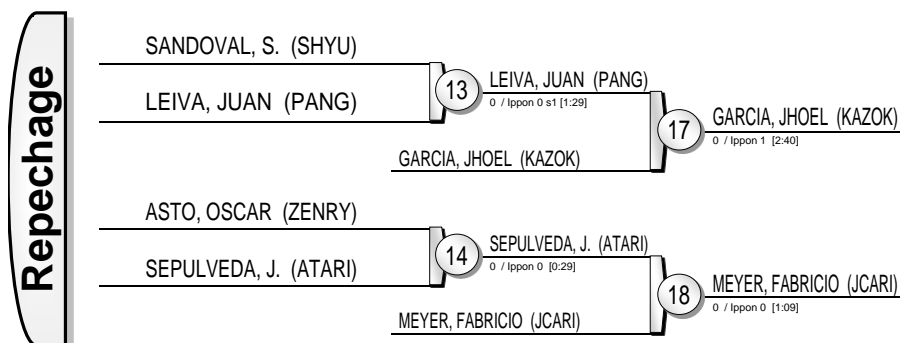 Repechage
SANDOVAL, S. (SHYU)
LEIVA, JUAN (PANG)
13
LEIVA, JUAN (PANG)
0 / Ippon 0 s1 [1:29]
GARCIA, JHOEL (KAZOK)
17
GARCIA, JHOEL (KAZOK)
0 / Ippon 1 [2:40]
ASTO, OSCAR (ZENRY)
SEPULVEDA, J. (ATARI)
14
SEPULVEDA, J. (ATARI)
0 / Ippon 0 [0:29]
MEYER, FABRICIO (JCARI)
18
MEYER, FABRICIO (JCARI)
0 / Ippon 0 [1:09]